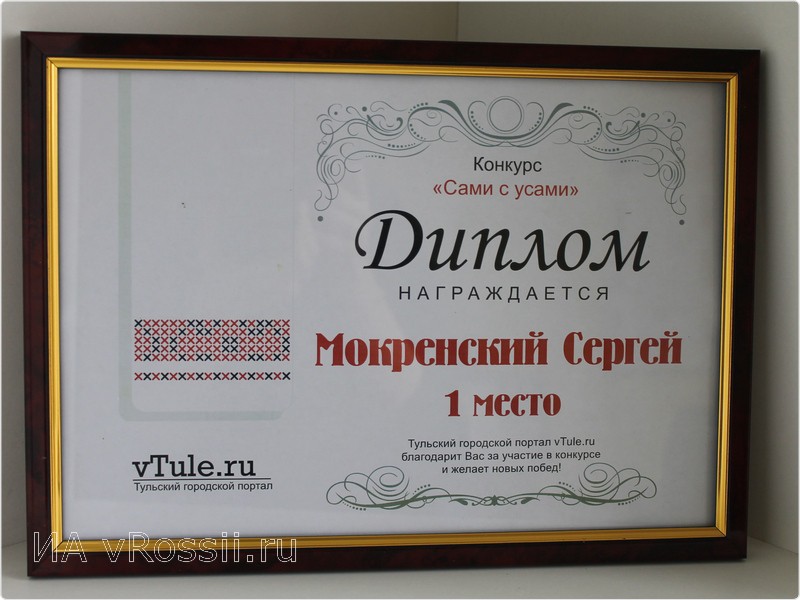 Конкурс
«Сами с усами»
Диплом
НАГРАЖДАЕТСЯ
Мокренский Сергей
1 место
Тульский городской портал vTule.ru
благодарит Вас за участие в конкурсе
и желает новых побед!
vTule.ru
Тульский городской портал
ИА vRossii.ru